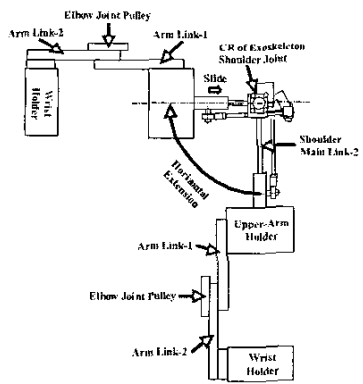 Elbow Joint Pulley
Arm Link-2
Arm Link-1
CR of Exoskeleton
Shoulder Joint
Slide
Wrist
Holder
Shoulder
Main Link-2
Horizontal
Extension
Upper-Arm
Holder
Arm Link-1
Elbow Joint Pulley
Arm Link-2
Wrist
Holder